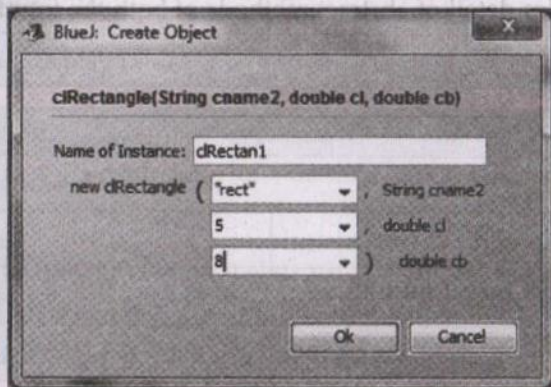 BlueJ: Create Object
clRectangle(String cname2, double cl, double cb)
Name of Instance: clRectan1
new clRectangle ( "rect" , String cname2
5 , double cl
8 ) double cb
Ok Cancel